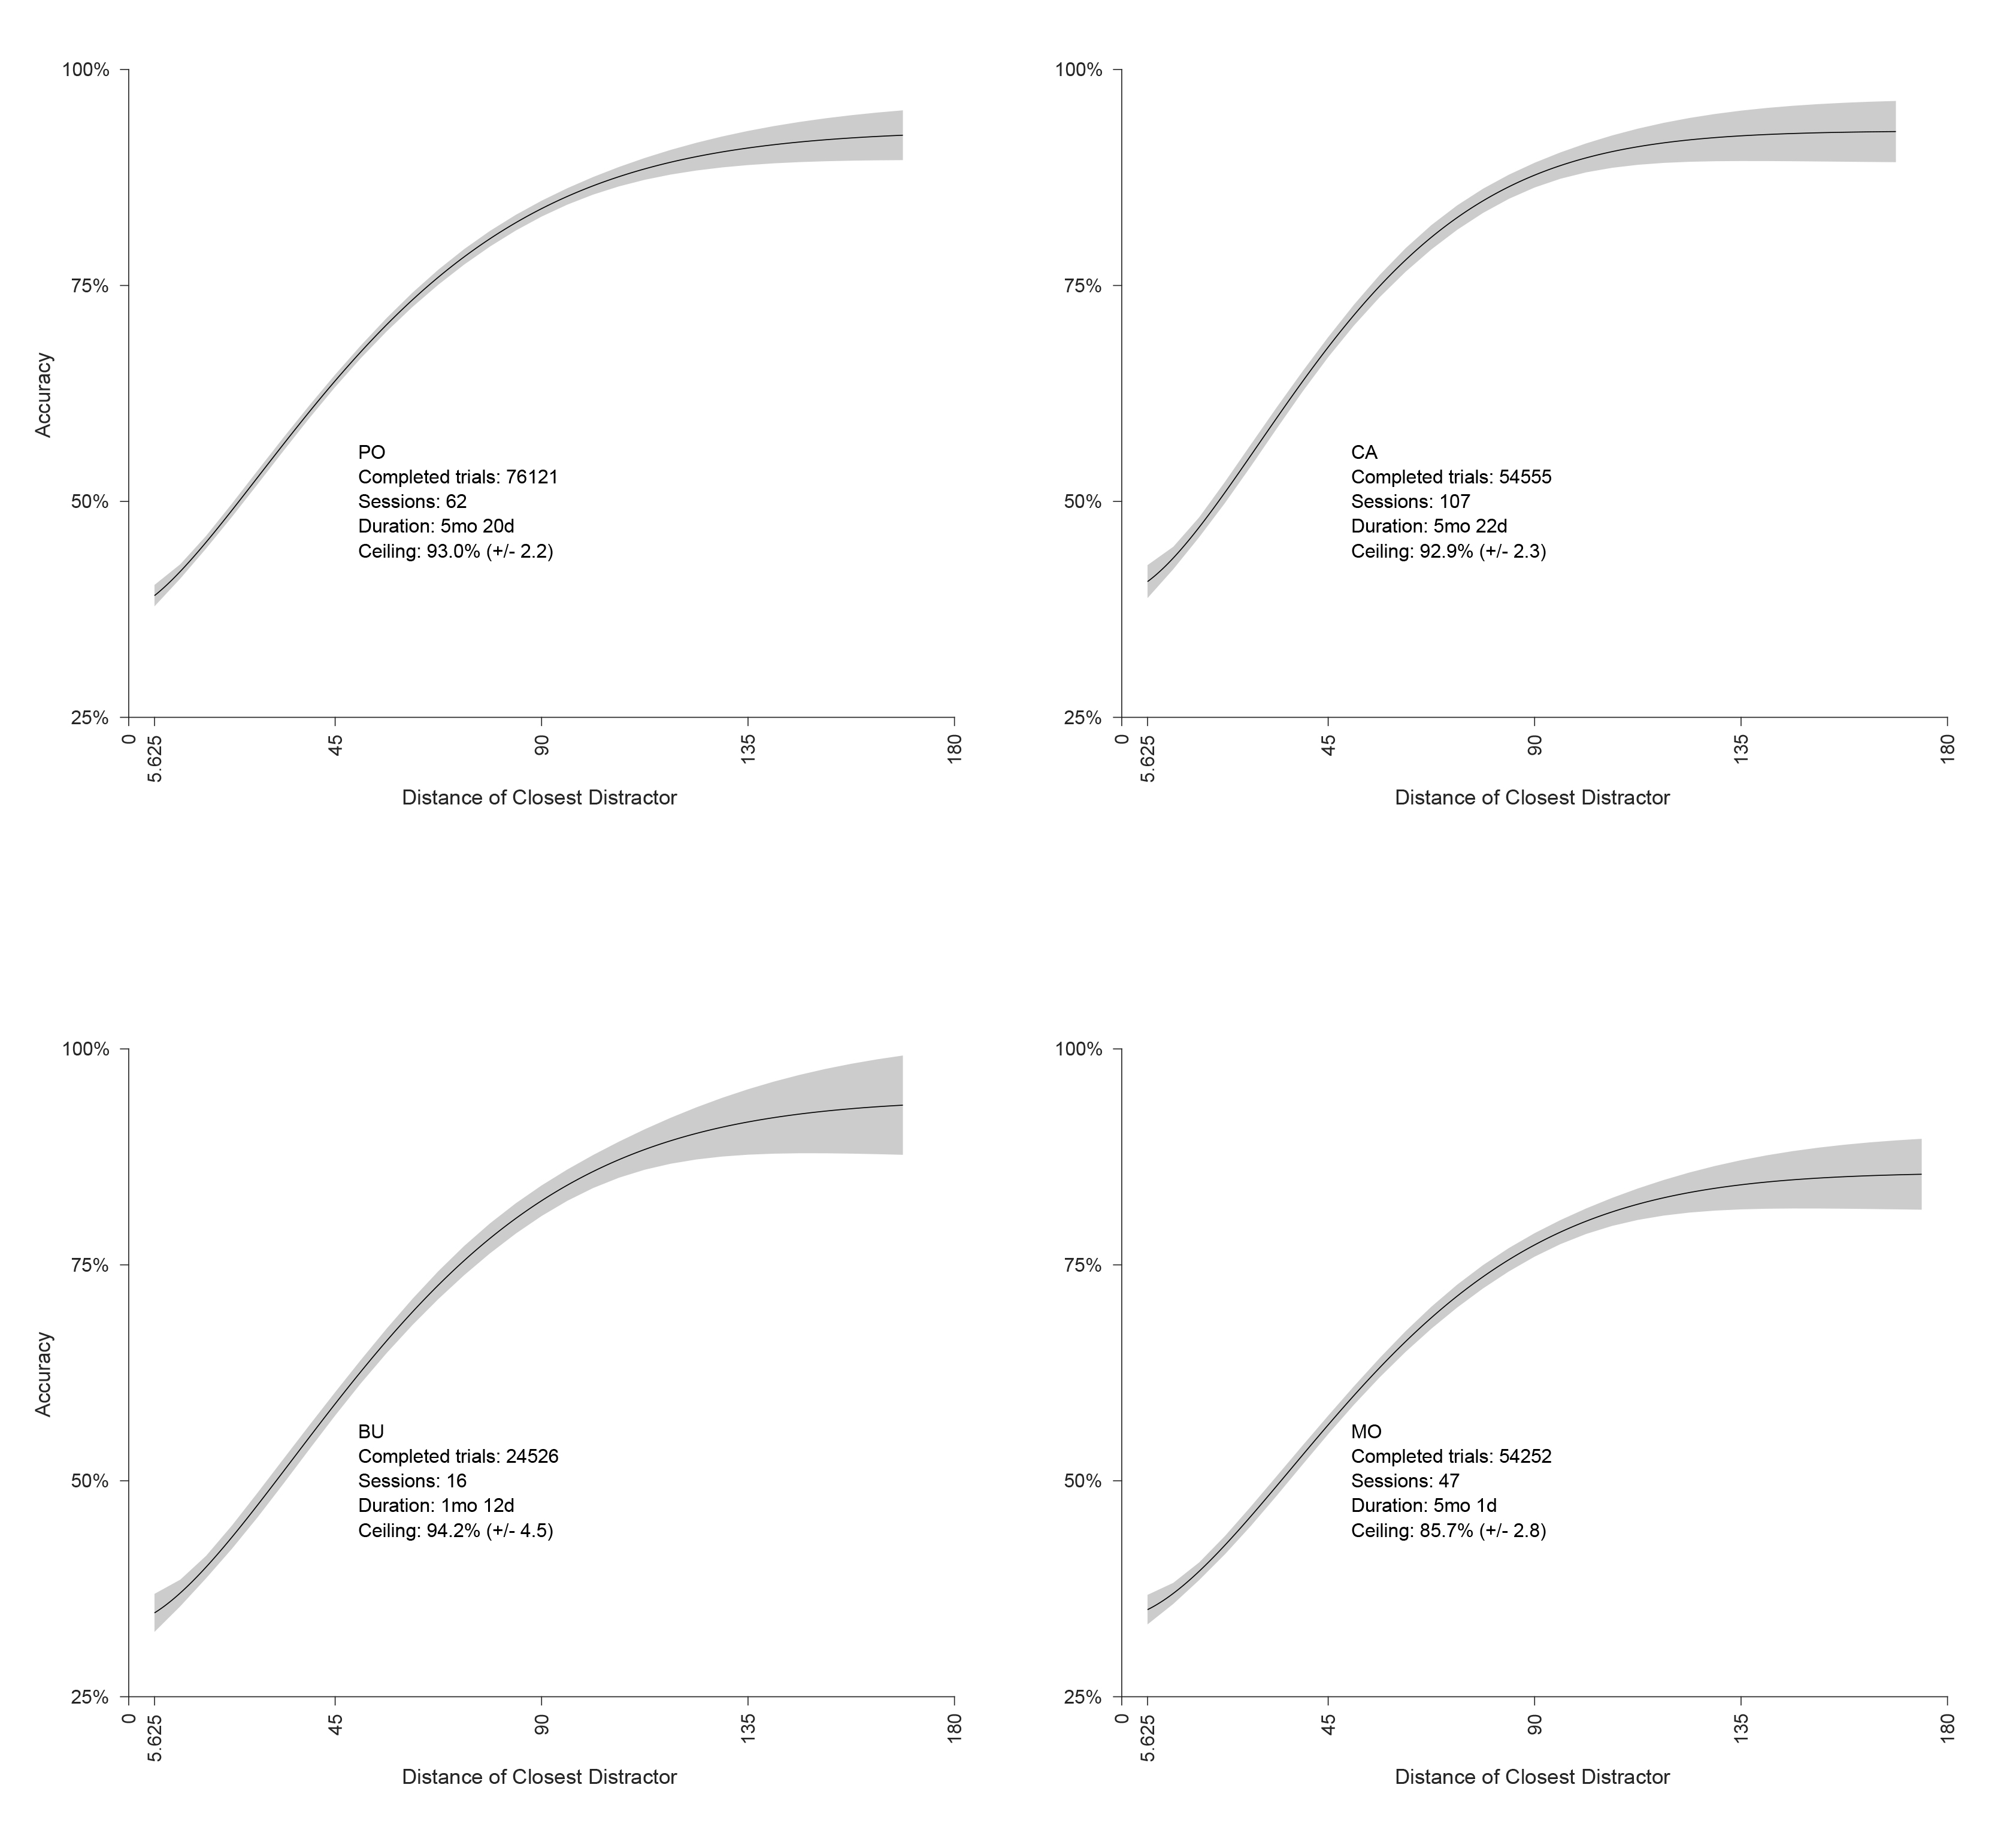 100%
75%
50%
25%
Accuracy
PO
Completed trials: 76121
Sessions: 62
Duration: 5mo 20d
Ceiling: 93.0% (+/- 2.2)
0
5.625
45
90
135
180
Distance of Closest Distractor
100%
75%
50%
25%
CA
Completed trials: 54555
Sessions: 107
Duration: 5mo 22d
Ceiling: 92.9% (+/- 2.3)
0
5.625
45
90
135
180
Distance of Closest Distractor
100%
75%
50%
25%
Accuracy
BU
Completed trials: 24526
Sessions: 16
Duration: 1mo 12d
Ceiling: 94.2% (+/- 4.5)
0
5.625
45
90
135
180
Distance of Closest Distractor
100%
75%
50%
25%
MO
Completed trials: 54252
Sessions: 47
Duration: 5mo 1d
Ceiling: 85.7% (+/- 2.8)
0
5.625
45
90
135
180
Distance of Closest Distractor